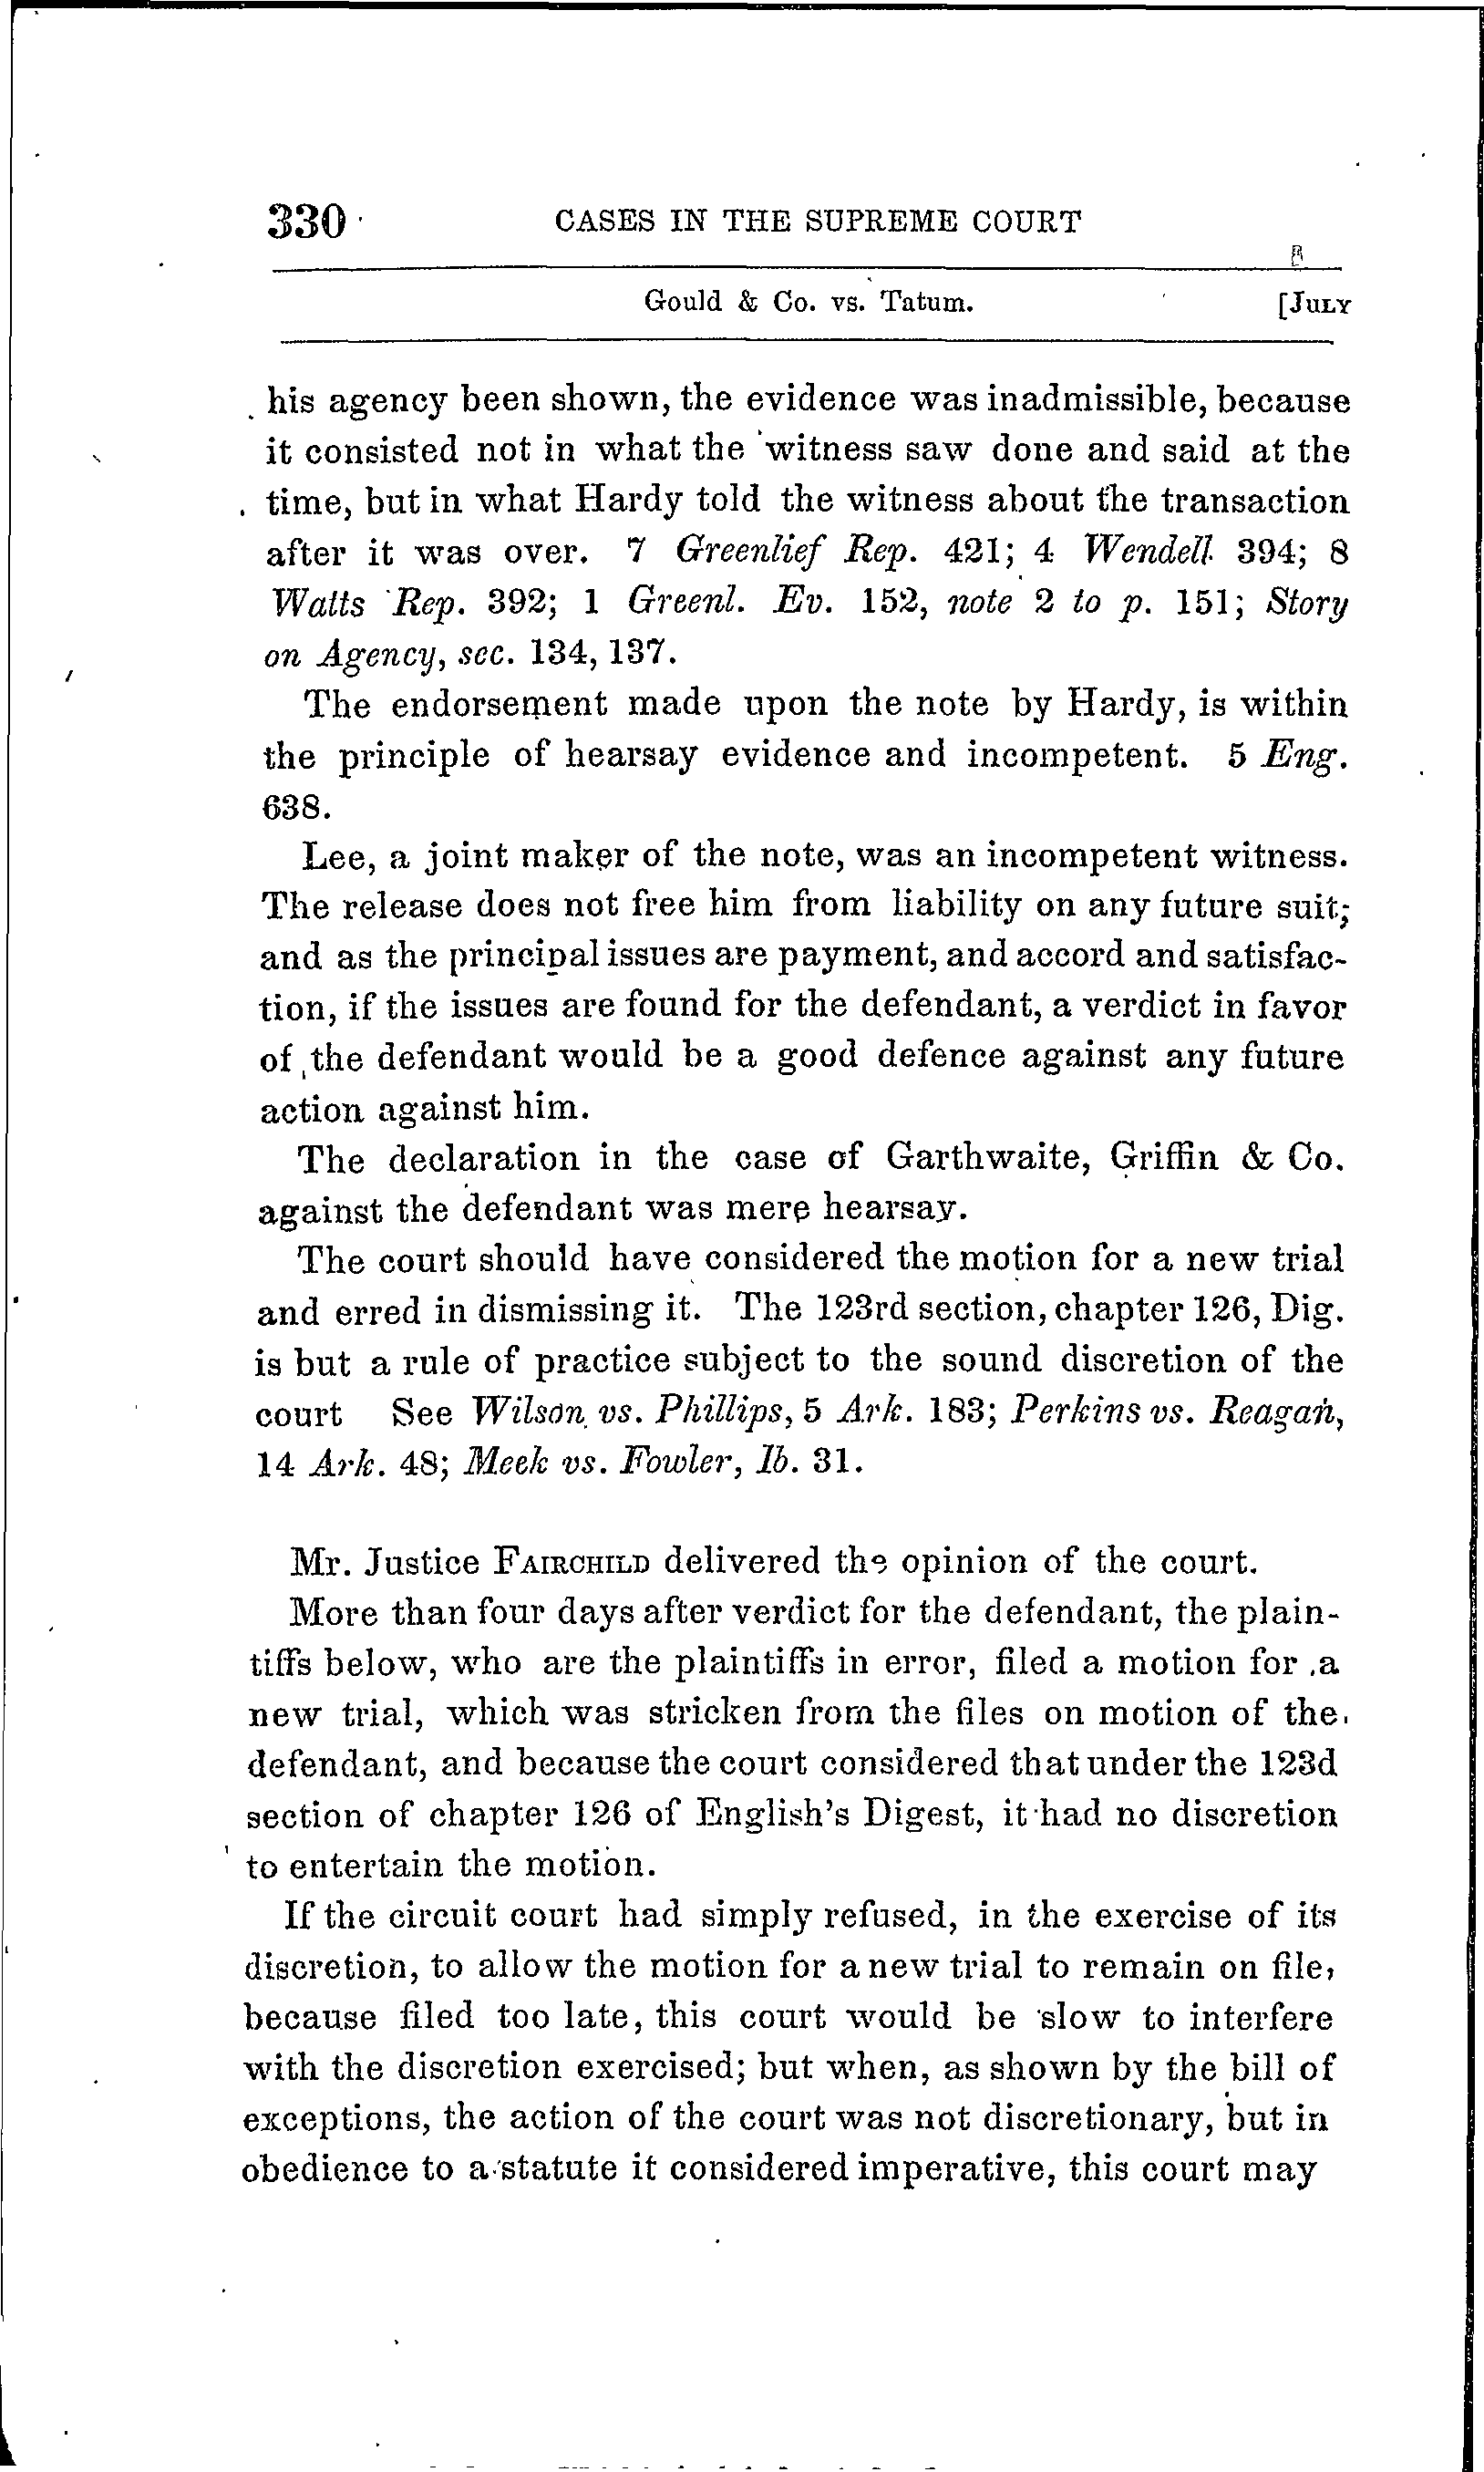 330 CASES IN THE SUPREME COURT
Gould & Co. vs. Tatum. [JULY
his agency been shown, the evidence was inadmissible, because
it consisted not in what the witness saw done and said at the
time, but in what Hardy told the witness about the transaction
after it was over. 7 Greenlief Rep. 421; 4 Wendell 394; 8
Watts Rep. 392; 1 Greenl. Ev. 152, note 2 to p. 151; Story
on Agency, sec. 134, 137.
The endorsement made upon the note by Hardy, is within
the principle of hearsay evidence and incompetent. 5 Eng.
638.
Lee, a joint maker of the note, was an incompetent witness.
The release does not free him from liability on any future suit;
and as the principal issues are payment, and accord and satisfac-
tion, if the issues are found for the defendant, a verdict in favor
of the defendant would be a good defence against any future
action against him.
The declaration in the case of Garthwaite, Griffin & Co.
against the defendant was mere hearsay.
The court should have considered the motion for a new trial
and erred in dismissing it. The 123rd section, chapter 126, Dig.
is but a rule of practice subject to the sound discretion of the
court See Wilson vs. Phillips, 5 Ark. 183; Perkins vs. Reagan,
14 Ark. 48; Meek vs. Fowler, Ib. 31.
Mr. Justice FAIRCHILD delivered the opinion of the court.
More than four days after verdict for the defendant, the plain-
tiffs below, who are the plaintiffs in error, filed a motion for a
new trial, which was stricken from the files on motion of the
defendant, and because the court considered that under the 123d
section of chapter 126 of English's Digest, it had no discretion
to entertain the motion.
If the circuit court had simply refused, in the exercise of its
discretion, to allow the motion for a new trial to remain on file,
because filed too late, this court would be slow to interfere
with the discretion exercised; but when, as shown by the bill of
exceptions, the action of the court was not discretionary, but in
obedience to a statute it considered imperative, this court may